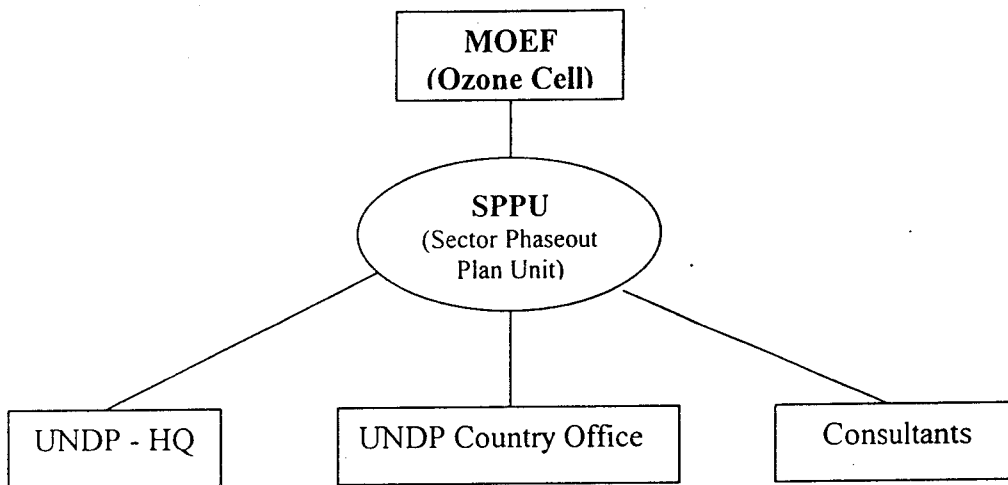 MOEF
(Ozone Cell)
SPPU
(Sector Phaseout
Plan Unit)
UNDP - HQ
UNDP Country Office
Consultants